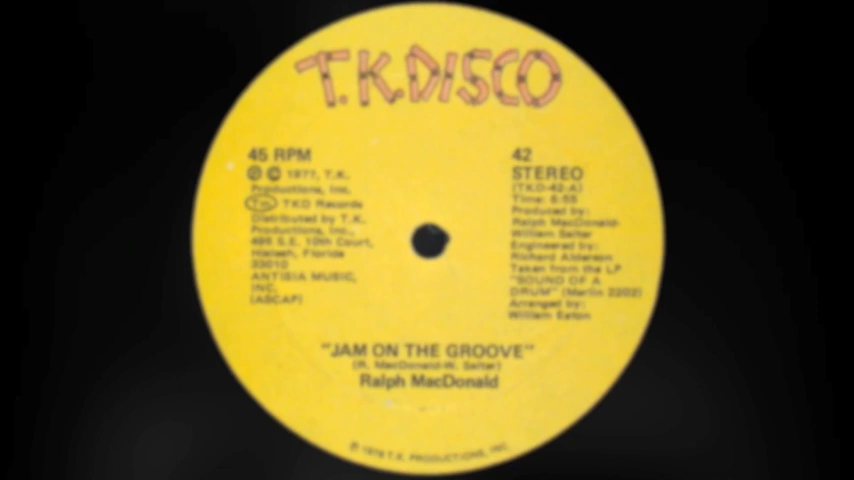 T.K. DISCO
45 RPM
Ⓟ © 1977, T.K.
Productions, Inc.
TKD Records
Distributed by T.K.
Productions, Inc.,
495 S.E. 10th Court,
Hialeah, Florida
33010
ANTISIA MUSIC,
INC.
(ASCAP)
42
STEREO
(TKD-42-A)
Time: 6:55
Produced by:
Ralph MacDonald-
William Salter
Engineered by:
Richard Alderson
Taken from the LP
"SOUND OF A
DRUM" (Marlin 2202)
Arranged by:
William Eaton
"JAM ON THE GROOVE"
(R. MacDonald-W. Salter)
Ralph MacDonald
Ⓟ 1976 T.K. PRODUCTIONS, INC.